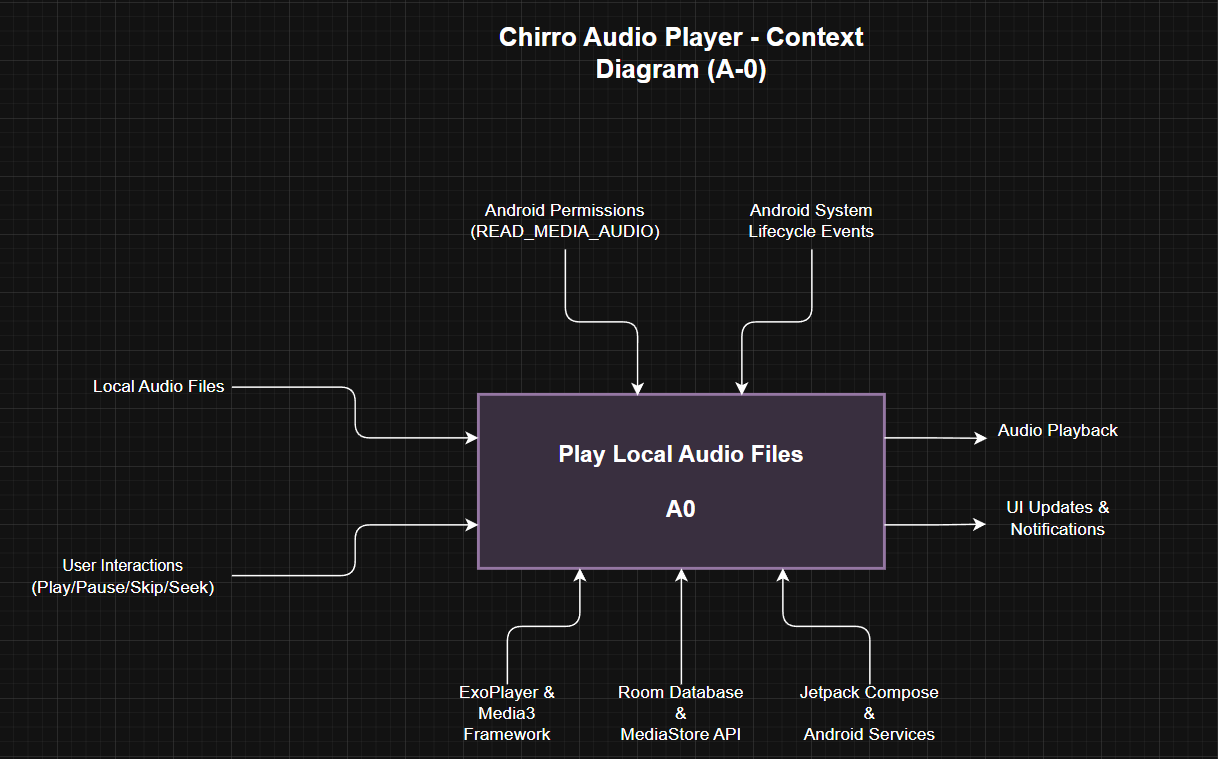 Chirro Audio Player - Context
Diagram (A-0)
Android Permissions
(READ_MEDIA_AUDIO)
Android System
Lifecycle Events
Local Audio Files
Play Local Audio Files
A0
Audio Playback
UI Updates &
Notifications
User Interactions
(Play/Pause/Skip/Seek)
ExoPlayer &
Media3
Framework
Room Database
&
MediaStore API
Jetpack Compose
&
Android Services